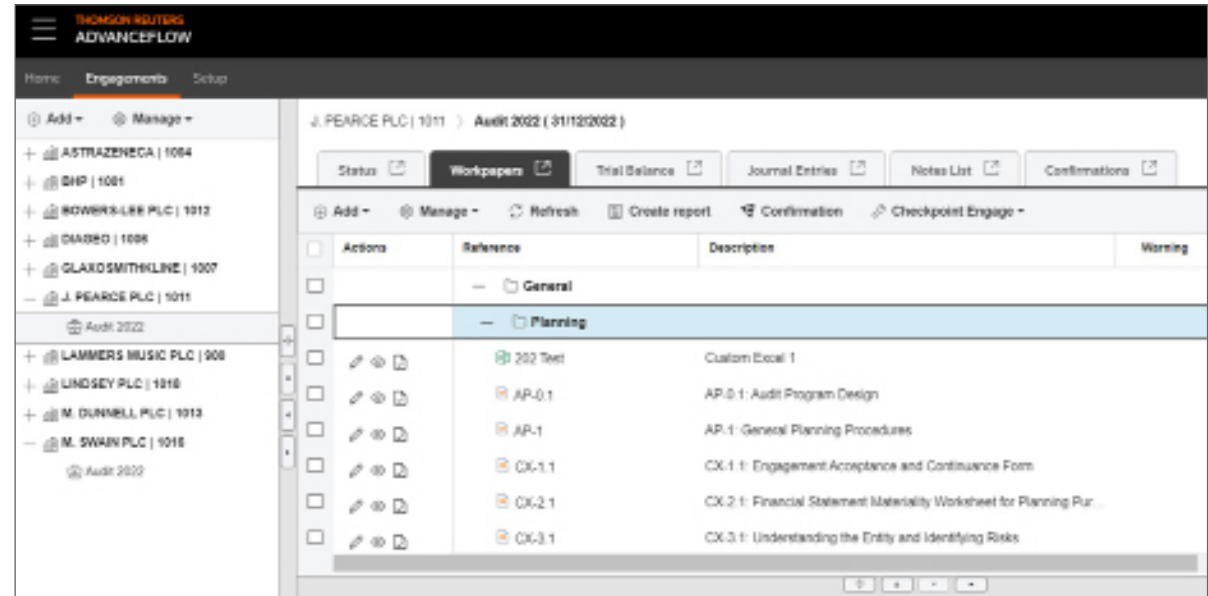 THOMSON REUTERS
ADVANCEFLOW
Home Engagements Setup
Add Manage
ASTRAZENECA | 1004
BHP | 1001
BOWERS-LEE PLC | 1012
DIAGEO | 1006
GLAXOSMITHKLINE | 1007
J. PEARCE PLC | 1011
Audit 2022
LAMMERS MUSIC PLC | 900
LINDSEY PLC | 1010
M. DUNNELL PLC | 1013
M. SWAIN PLC | 1016
Audit 2022
J. PEARCE PLC | 1011 > Audit 2022 ( 31/12/2022 )
Status Workpapers Trial Balance Journal Entries Notes List Confirmations
Add Manage Refresh Create report Confirmation Checkpoint Engage
Actions Reference Description Warning
General
Planning
202 Test Custom Excel 1
AP-0.1 AP-0.1: Audit Program Design
AP-1 AP-1: General Planning Procedures
CX-1.1 CX-1.1: Engagement Acceptance and Continuance Form
CX-2.1 CX-2.1: Financial Statement Materiality Worksheet for Planning Pur...
CX-3.1 CX-3.1: Understanding the Entity and Identifying Risks